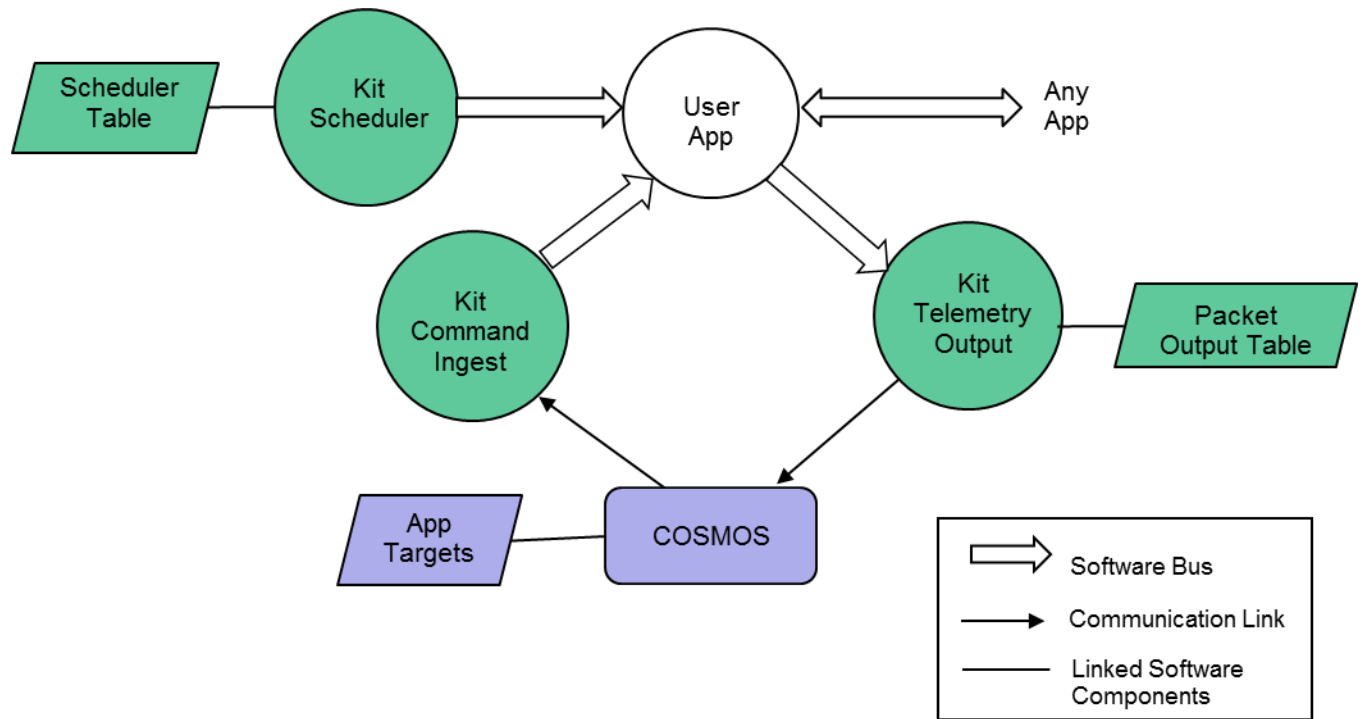 Scheduler
Table
Kit
Scheduler
User
App
Any
App
Kit
Command
Ingest
Kit
Telemetry
Output
Packet
Output Table
App
Targets
COSMOS
Software Bus
Communication Link
Linked Software
Components